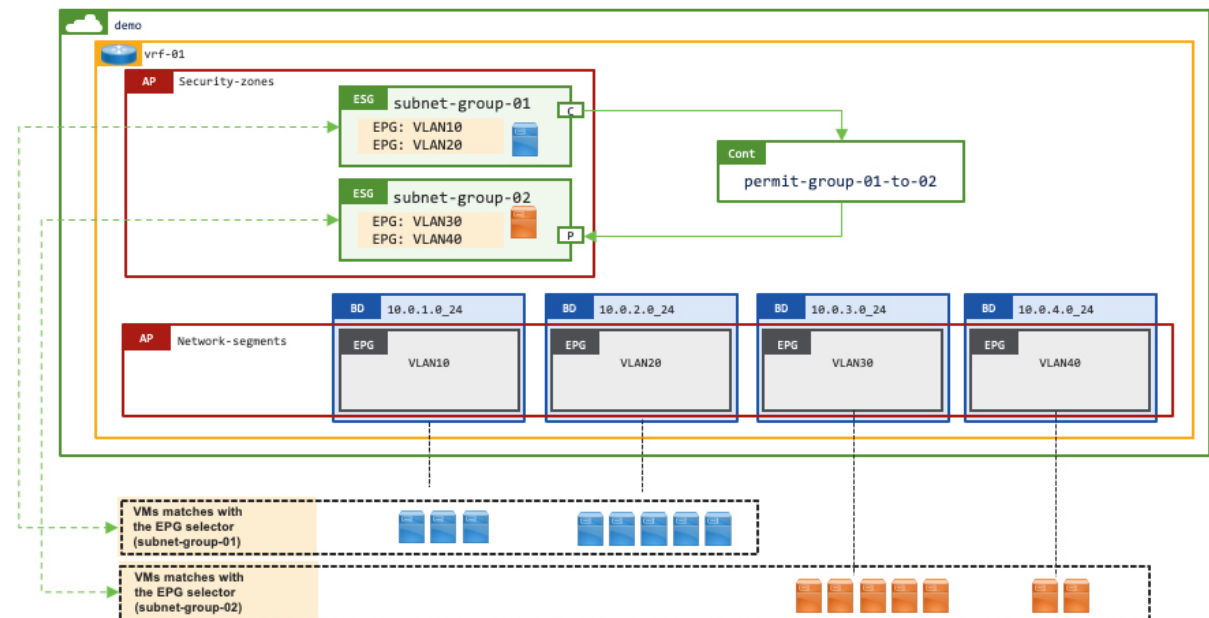 demo
vrf-01
AP Security-zones
ESG subnet-group-01
C
EPG: VLAN10
EPG: VLAN20
Cont
permit-group-01-to-02
ESG subnet-group-02
EPG: VLAN30
EPG: VLAN40
P
BD 10.0.1.0_24
BD 10.0.2.0_24
BD 10.0.3.0_24
BD 10.0.4.0_24
AP Network-segments
EPG
VLAN10
EPG
VLAN20
EPG
VLAN30
EPG
VLAN40
VMs matches with
the EPG selector
(subnet-group-01)
VMs matches with
the EPG selector
(subnet-group-02)